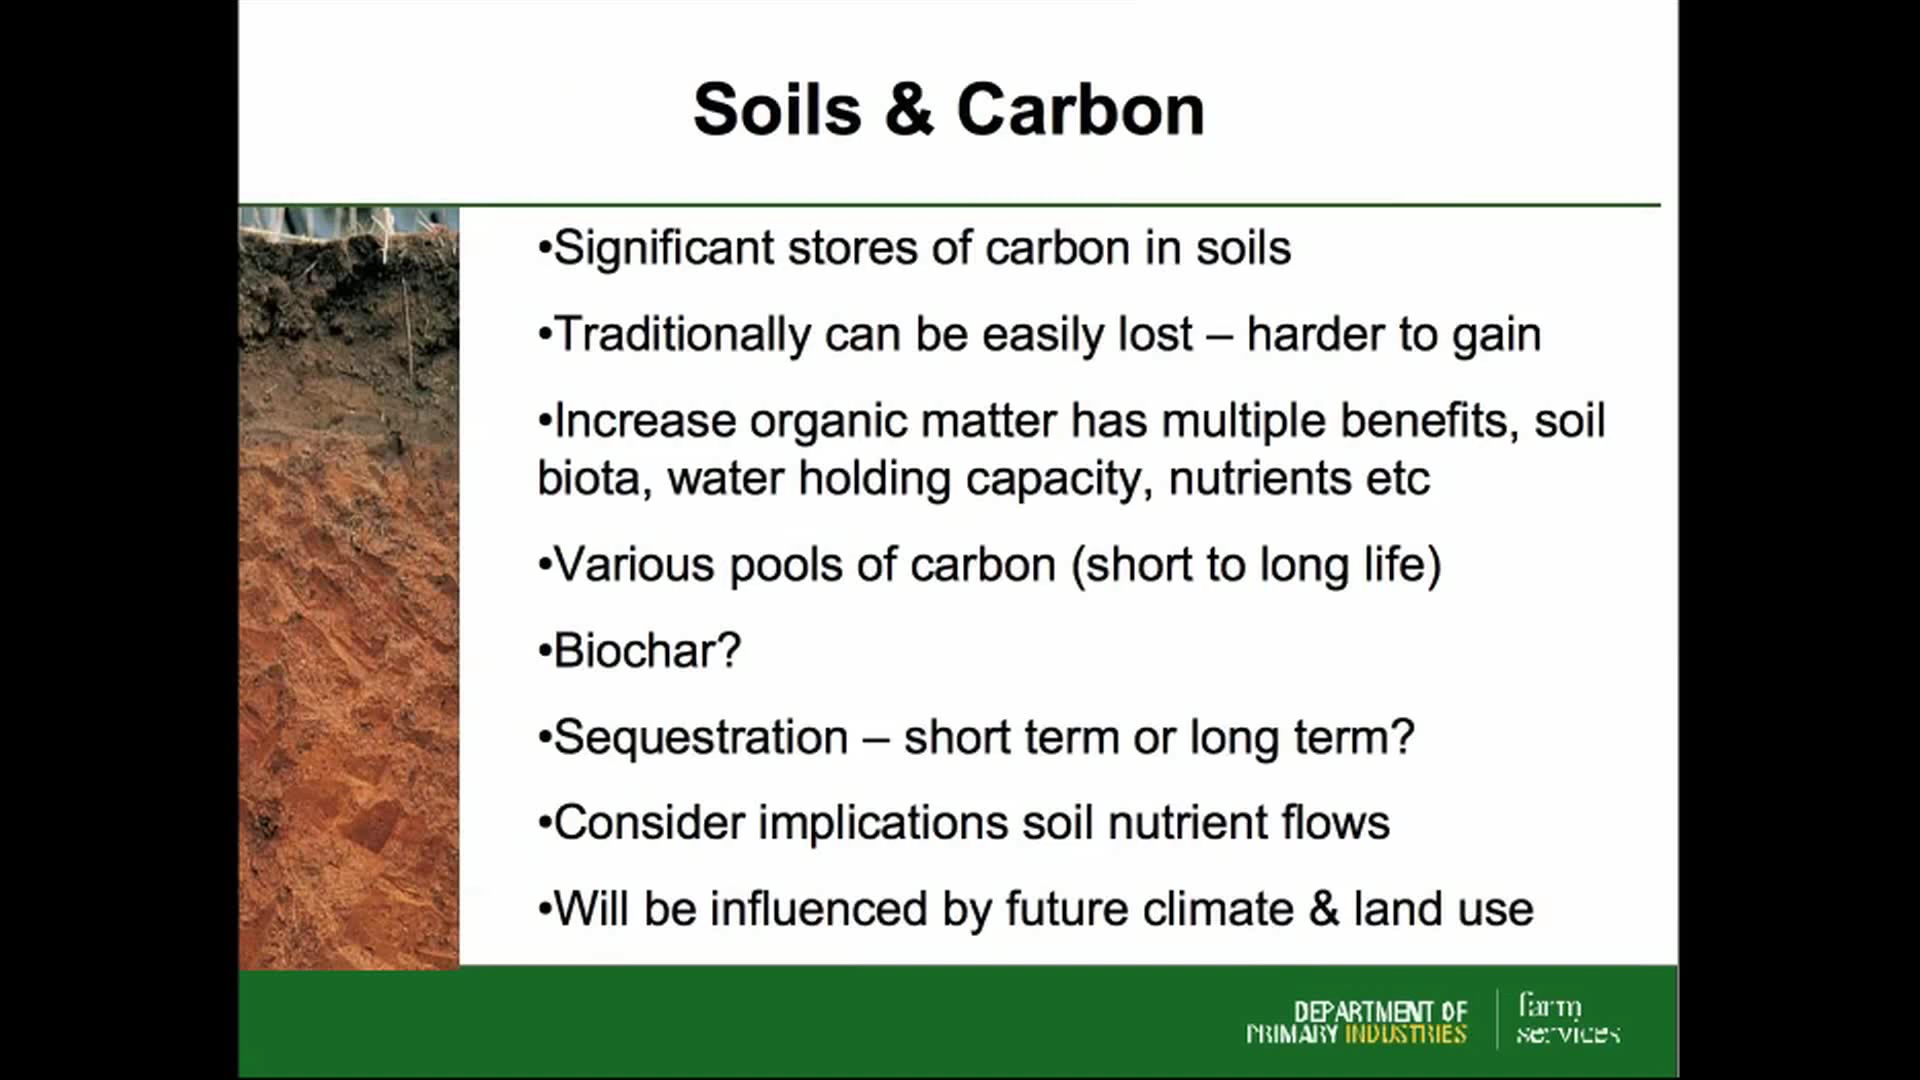 Soils & Carbon
•Significant stores of carbon in soils
•Traditionally can be easily lost – harder to gain
•Increase organic matter has multiple benefits, soil
biota, water holding capacity, nutrients etc
•Various pools of carbon (short to long life)
•Biochar?
•Sequestration – short term or long term?
•Consider implications soil nutrient flows
•Will be influenced by future climate & land use
DEPARTMENT OF
PRIMARY INDUSTRIES
farm
services